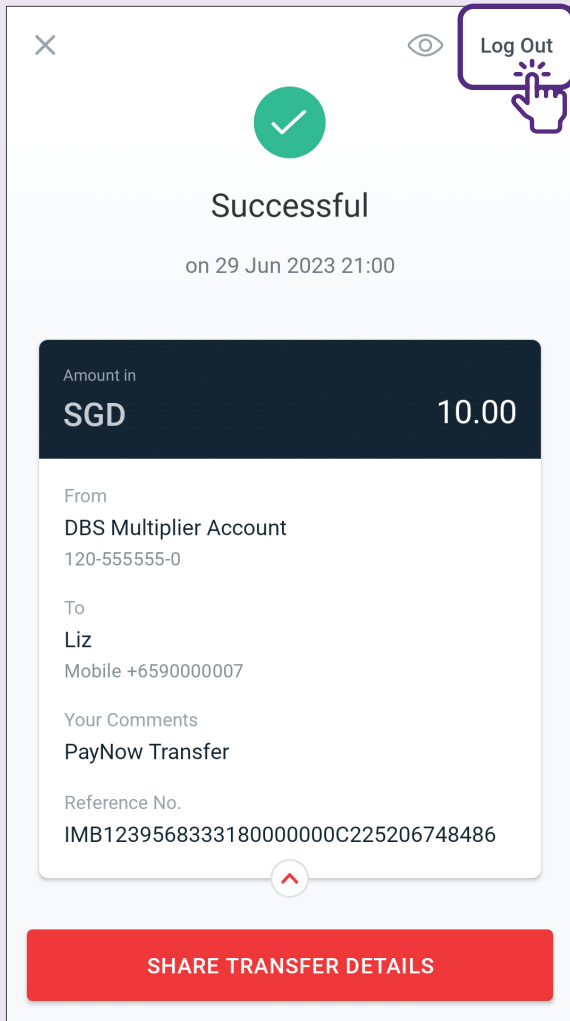 Log Out
Successful
on 29 Jun 2023 21:00
Amount in
SGD 10.00
From
DBS Multiplier Account
120-555555-0
To
Liz
Mobile +6590000007
Your Comments
PayNow Transfer
Reference No.
IMB1239568333180000000C225206748486
SHARE TRANSFER DETAILS